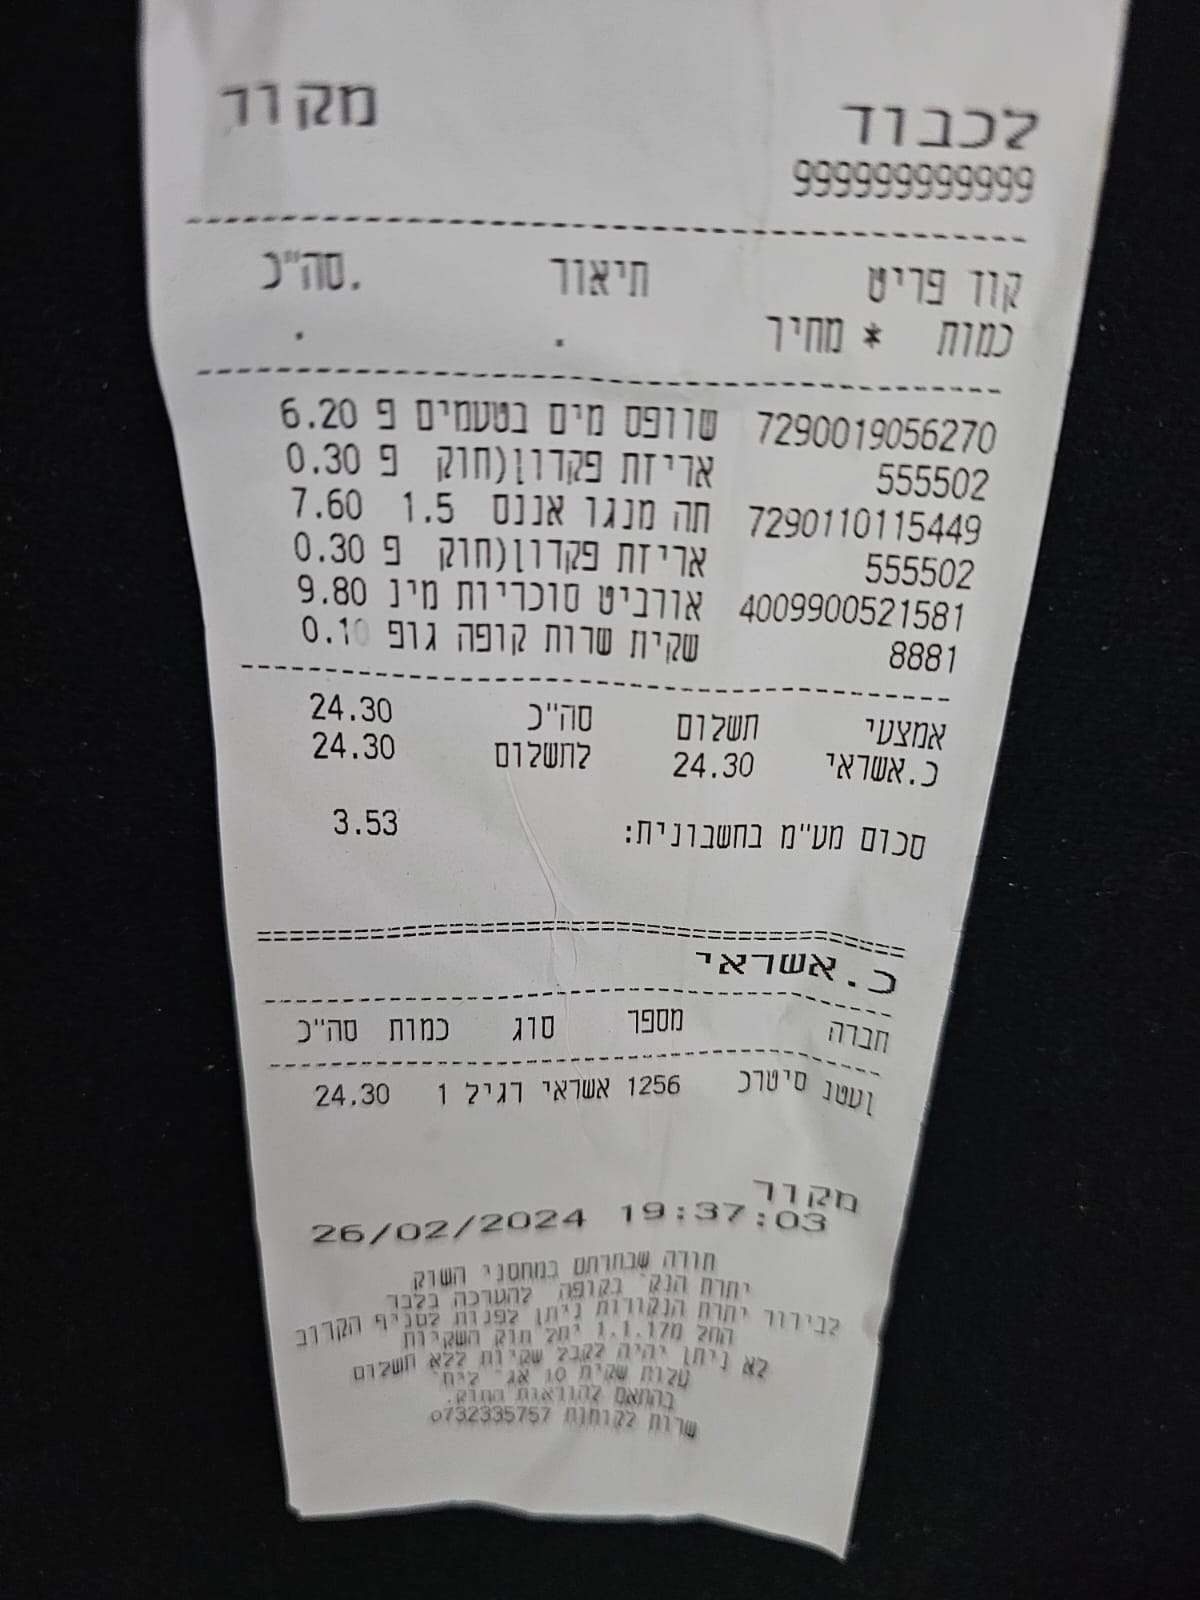 לכבוד מקור
999999999999
קוד פריט תיאור סה"כ.
כמות * מחיר . .
7290019056270 שוופס מים בטעמים פ 6.20
555502 אריזת פקדון(חוק פ 0.30
7290110115449 תה מנגו אננס 1.5 7.60
555502 אריזת פקדון(חוק פ 0.30
4009900521581 אורביט סוכריות מינ 9.80
8881 שקית שרות קופה גופ 0.10
אמצעי תשלום סה"כ 24.30
כ.אשראי 24.30 לתשלום 24.30
סכום מע"מ בחשבונית: 3.53
כ.אשראי
חברה מספר סוג כמות סה"כ
ועטנ סיטרכ 1256 אשראי רגיל 1 24.30
מקור
26/02/2024 19:37:03
תודה שבחרתם במחסני השוק
יתרת הנק' בקופה להערכה בלבד
לבירור יתרת הנקודות ניתן לפנות לסניף הקרוב
החל מ1.1.17 יחל חוק השקיות
לא ניתן יהיה לקבל שקיות ללא תשלום
עלות שקית 10 אג' ליח'
בהתאם להוראות החוק.
שרות לקוחות 0732335757